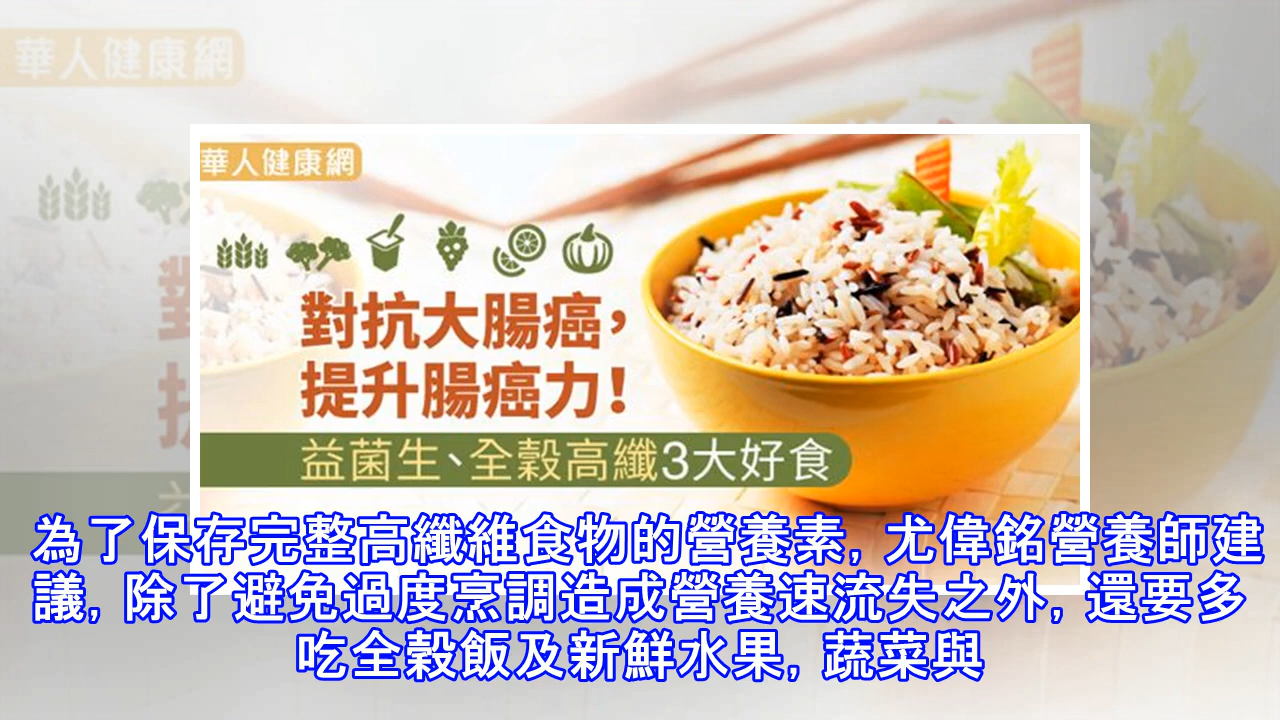 華人健康網
華人健康網
對抗大腸癌，
提升腸癌力！
益菌生、全穀高纖3大好食
為了保存完整高纖維食物的營養素, 尤偉銘營養師建
議, 除了避免過度烹調造成營養速流失之外, 還要多
吃全穀飯及新鮮水果, 蔬菜與